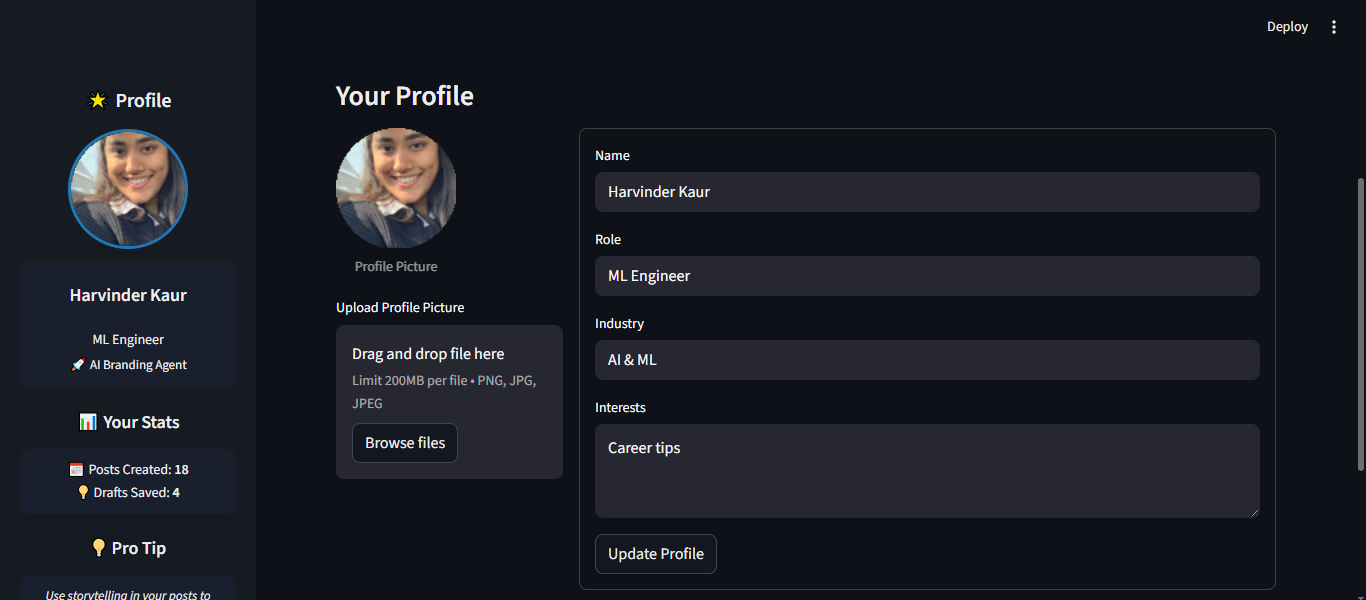 Deploy
Profile
Harvinder Kaur
ML Engineer
🚀 AI Branding Agent
📊 Your Stats
📅 Posts Created: 18
💡 Drafts Saved: 4
💡 Pro Tip
Use storytelling in your posts to
Your Profile
Profile Picture
Upload Profile Picture
Drag and drop file here
Limit 200MB per file • PNG, JPG,
JPEG
Browse files
Name
Harvinder Kaur
Role
ML Engineer
Industry
AI & ML
Interests
Career tips
Update Profile